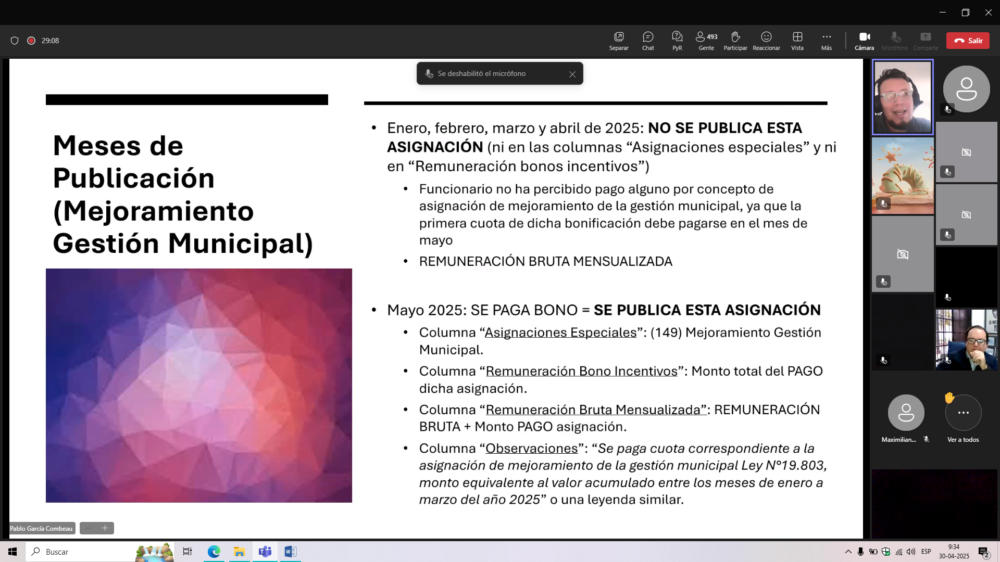 29:08
Separar
Chat
PyR
493
Gente
Participar
Reaccionar
Vista
Más
Cámara
Micrófono
Comparte
Salir
Se deshabilitó el micrófono
Meses de
Publicación
(Mejoramiento
Gestión Municipal)
• Enero, febrero, marzo y abril de 2025: NO SE PUBLICA ESTA
ASIGNACIÓN (ni en las columnas “Asignaciones especiales” y ni
en “Remuneración bonos incentivos”)
• Funcionario no ha percibido pago alguno por concepto de
asignación de mejoramiento de la gestión municipal, ya que la
primera cuota de dicha bonificación debe pagarse en el mes de
mayo
• REMUNERACIÓN BRUTA MENSUALIZADA
• Mayo 2025: SE PAGA BONO = SE PUBLICA ESTA ASIGNACIÓN
• Columna “Asignaciones Especiales”: (149) Mejoramiento Gestión
Municipal.
• Columna “Remuneración Bono Incentivos”: Monto total del PAGO
dicha asignación.
• Columna “Remuneración Bruta Mensualizada”: REMUNERACIÓN
BRUTA + Monto PAGO asignación.
• Columna “Observaciones”: “Se paga cuota correspondiente a la
asignación de mejoramiento de la gestión municipal Ley N°19.803,
monto equivalente al valor acumulado entre los meses de enero a
marzo del año 2025” o una leyenda similar.
Maximilian...
Ver a todos
Pablo García Combeau
Buscar
ESP
9:34
30-04-2025
2